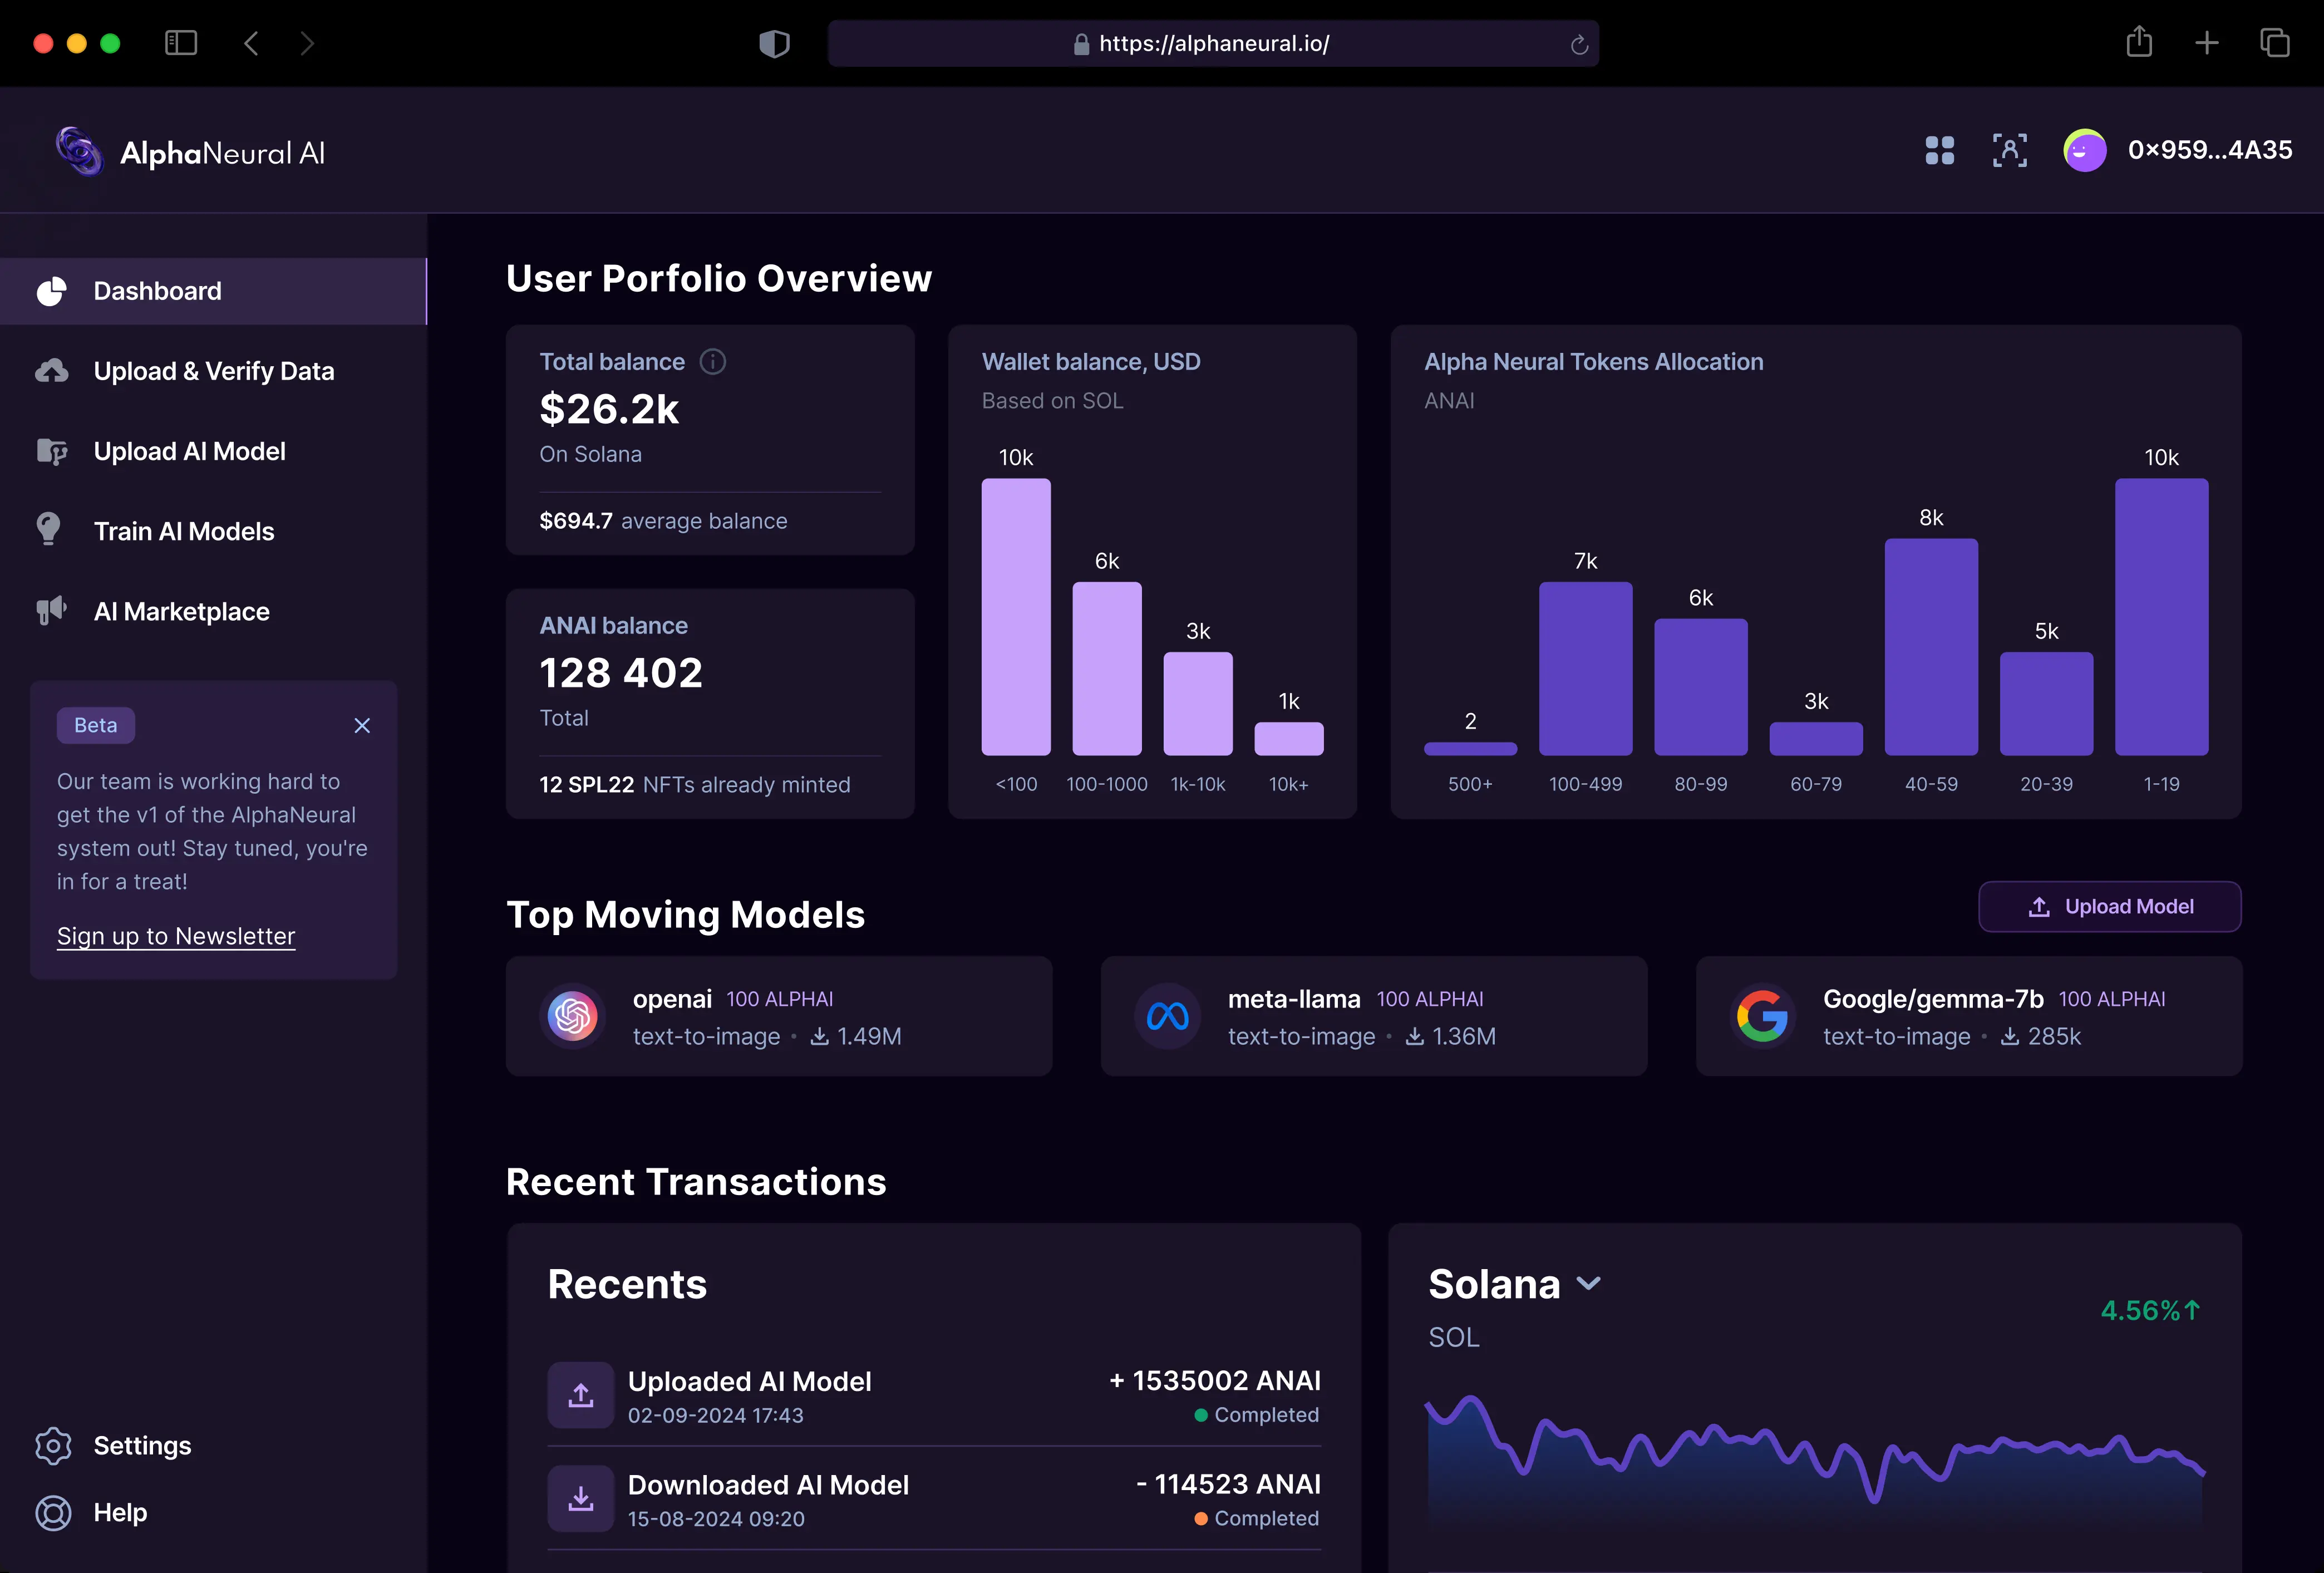 https://alphaneural.io/
AlphaNeural AI
0×959...4A35
Dashboard
Upload & Verify Data
Upload AI Model
Train AI Models
AI Marketplace
Beta
Our team is working hard to
get the v1 of the AlphaNeural
system out! Stay tuned, you're
in for a treat!
Sign up to Newsletter
Settings
Help
User Porfolio Overview
Total balance
$26.2k
On Solana
$694.7 average balance
ANAI balance
128 402
Total
12 SPL22 NFTs already minted
Wallet balance, USD
Based on SOL
10k
6k
3k
1k
<100 100-1000 1k-10k 10k+
Alpha Neural Tokens Allocation
ANAI
2
7k
6k
3k
8k
5k
10k
500+ 100-499 80-99 60-79 40-59 20-39 1-19
Top Moving Models
Upload Model
openai 100 ALPHAI
text-to-image • 1.49M
meta-llama 100 ALPHAI
text-to-image • 1.36M
Google/gemma-7b 100 ALPHAI
text-to-image • 285k
Recent Transactions
Recents
Uploaded AI Model + 1535002 ANAI
02-09-2024 17:43 Completed
Downloaded AI Model - 114523 ANAI
15-08-2024 09:20 Completed
Solana
SOL
4.56%↑